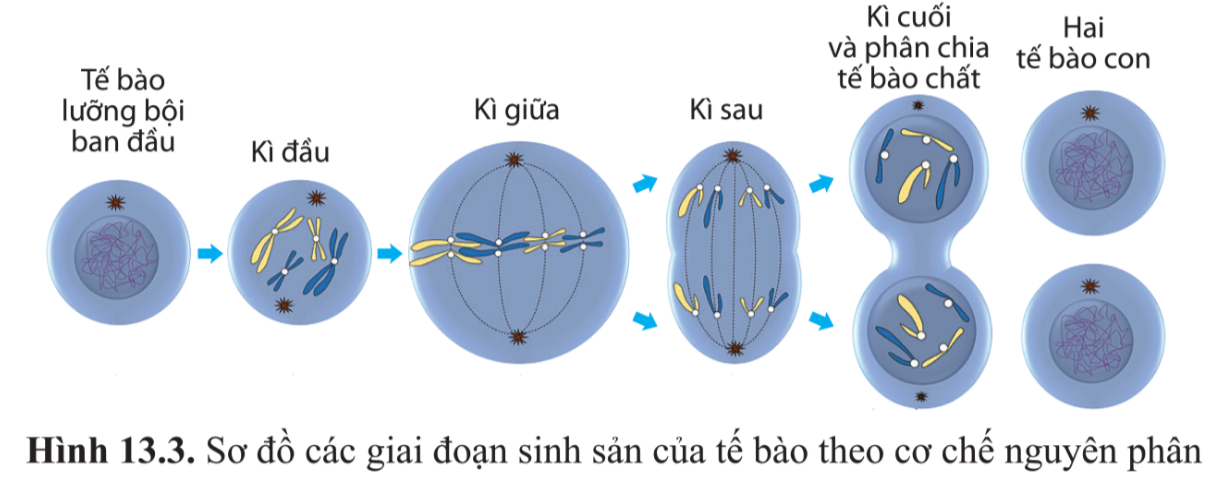 Tế bào
lưỡng bội
ban đầu
Kì đầu
Kì giữa
Kì sau
Kì cuối
và phân chia
tế bào chất
Hai
tế bào con
Hình 13.3. Sơ đồ các giai đoạn sinh sản của tế bào theo cơ chế nguyên phân